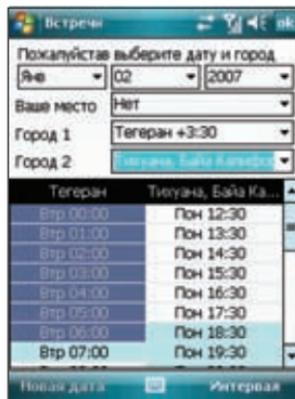 Встречи ok
Пожалуйстав выберите дату и город
Янв 02 2007
Ваше место Нет
Город 1 Тегеран +3:30
Город 2 Тихуана, Байа Калифор
Тегеран Тихуана, Байа Ка...
Втр 00:00 Пон 12:30
Втр 01:00 Пон 13:30
Втр 02:00 Пон 14:30
Втр 03:00 Пон 15:30
Втр 04:00 Пон 16:30
Втр 05:00 Пон 17:30
Втр 06:00 Пон 18:30
Втр 07:00 Пон 19:30
Новая дата Интервал